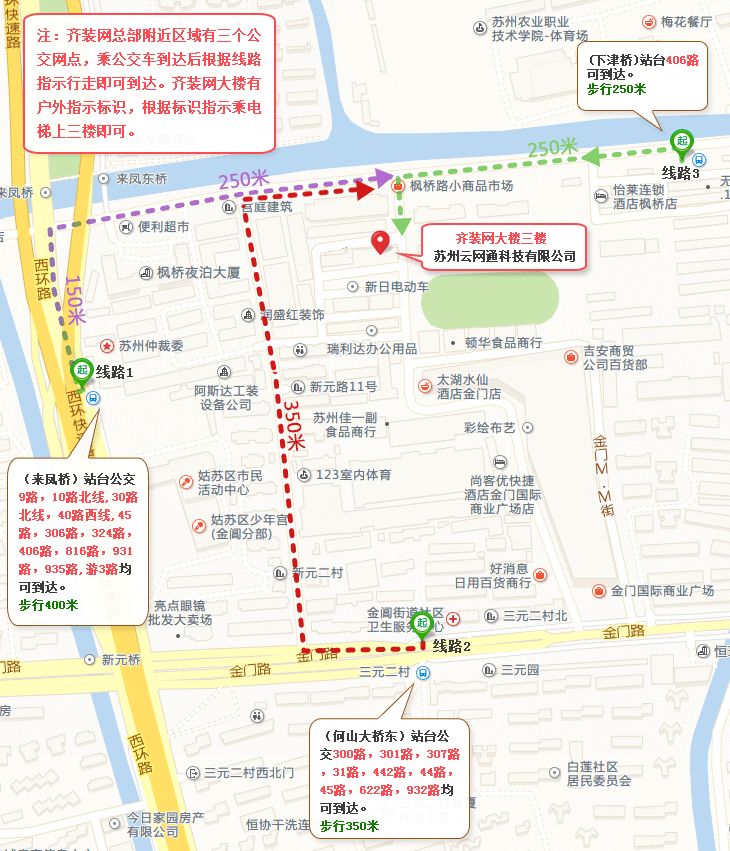 注：齐装网总部附近区域有三个公
交网点，乘公交车到达后根据线路
指示行走即可到达。齐装网大楼有
户外指示标识，根据标识指示乘电
梯上三楼即可。
快速路
苏州农业职业
技术学院-体育场
梅花餐厅
(下津桥)站台406路
可到达。
步行250米
250米
线路3
来凤桥
来凤东桥
250米
枫桥路小商品市场
怡莱连锁
酒店枫桥店
宫庭建筑
便利超市
齐装网大楼三楼
苏州云网通科技有限公司
西环路
枫桥夜泊大厦
150米
新日电动车
润盛红装饰
苏州仲裁委
瑞利达办公用品
顿华食品商行
吉安商贸
公司百货部
线路1
阿斯达工装
设备公司
新元路11号
太湖水仙
酒店金门店
350米
苏州佳一副
食品商行
彩绘布艺
西环快速路
金门M·M街
（来凤桥）站台公交
9路，10路北线,30路
北线，40路西线,45
路，306路，324路，
406路，816路，931
路，935路,游3路均
可到达。
步行400米
姑苏区市民
活动中心
123室内体育
尚客优快捷
酒店金门国际
商业广场店
姑苏区少年宫
(金阊分部)
新元二村
好消息
日用百货商行
金门国际商业广场
亮点眼镜
批发大卖场
金阊街道社区
卫生服务中心
三元二村北
线路2
金门路
金门路
金门路
金门路
新元桥
三元二村
三元园
（何山大桥东）站台公
交300路，301路，307路
，31路，442路，44路，
45路，622路，932路均
可到达。
步行350米
西环路
三元二村西北门
白莲社区
居民委员会
今日家园房产
有限公司
恒协干洗连